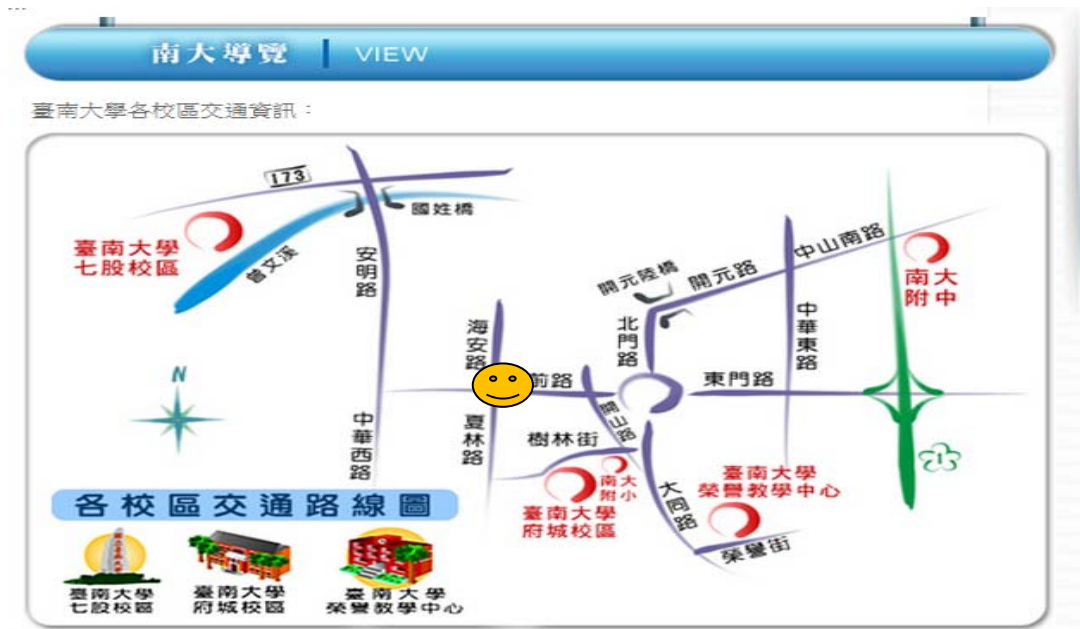 南大導覽 VIEW
臺南大學各校區交通資訊：
173
國姓橋
臺南大學
七股校區
曾文溪
安明路
中山南路
開元路
開元陸橋
南大
附中
海安路
北門路
中華東路
N
前路
東門路
開山路
中華西路
夏林路
樹林街
南大
附小
臺南大學
榮譽教學中心
1
臺南大學
府城校區
大同路
榮譽街
各校區交通路線圖
臺南大學
七股校區
臺南大學
府城校區
臺南大學
榮譽教學中心